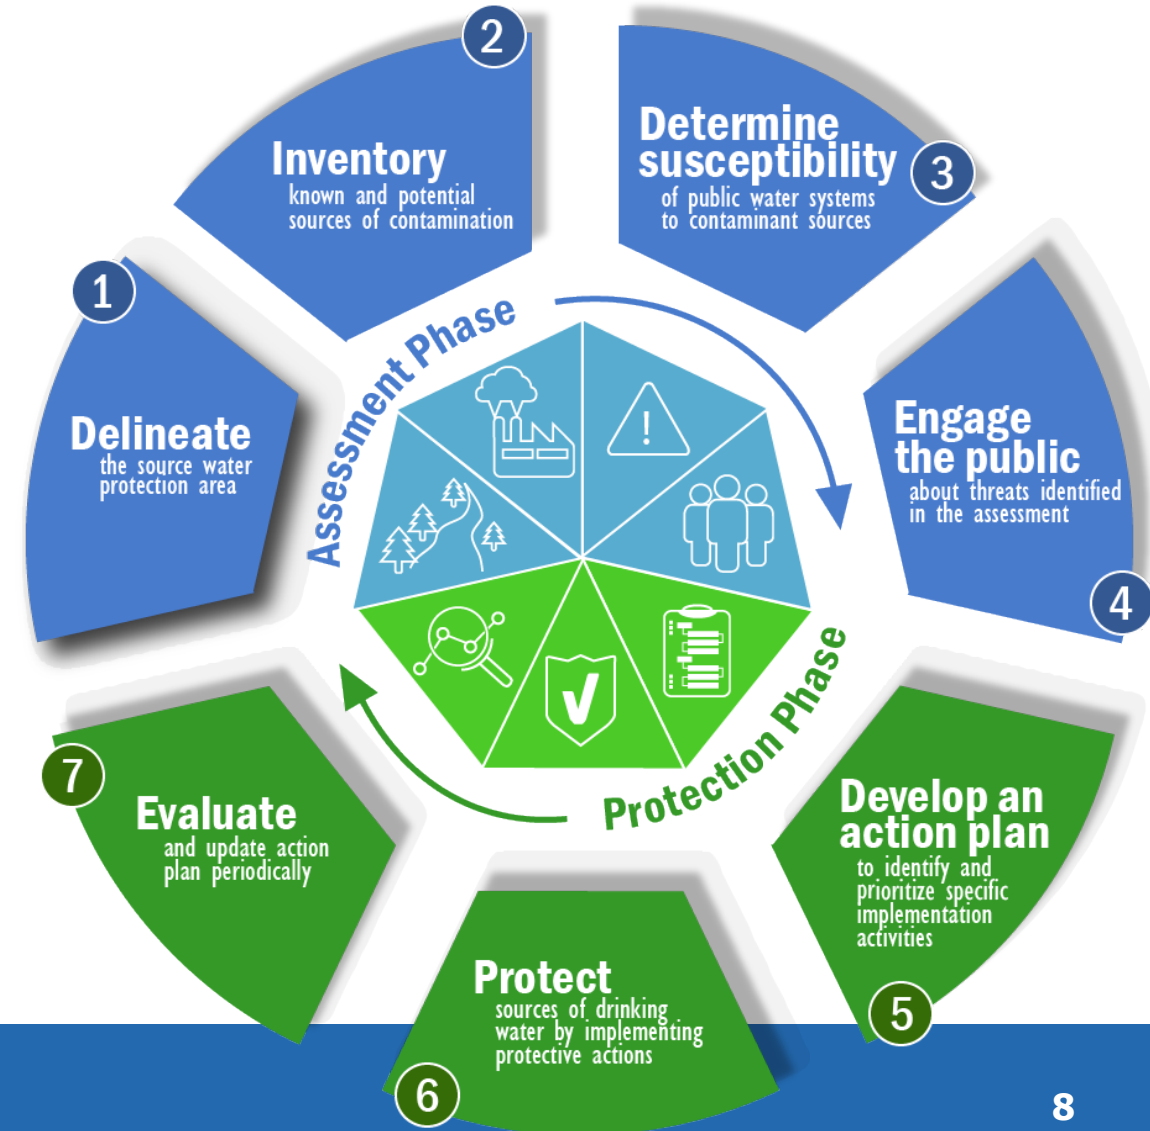 1
Delineate
the source water
protection area
2
Inventory
known and potential
sources of contamination
3
Determine
susceptibility
of public water systems
to contaminant sources
4
Engage
the public
about threats identified
in the assessment
5
Develop an
action plan
to identify and
prioritize specific
implementation
activities
6
Protect
sources of drinking
water by implementing
protective actions
7
Evaluate
and update action
plan periodically
Assessment Phase
!
Protection Phase
8